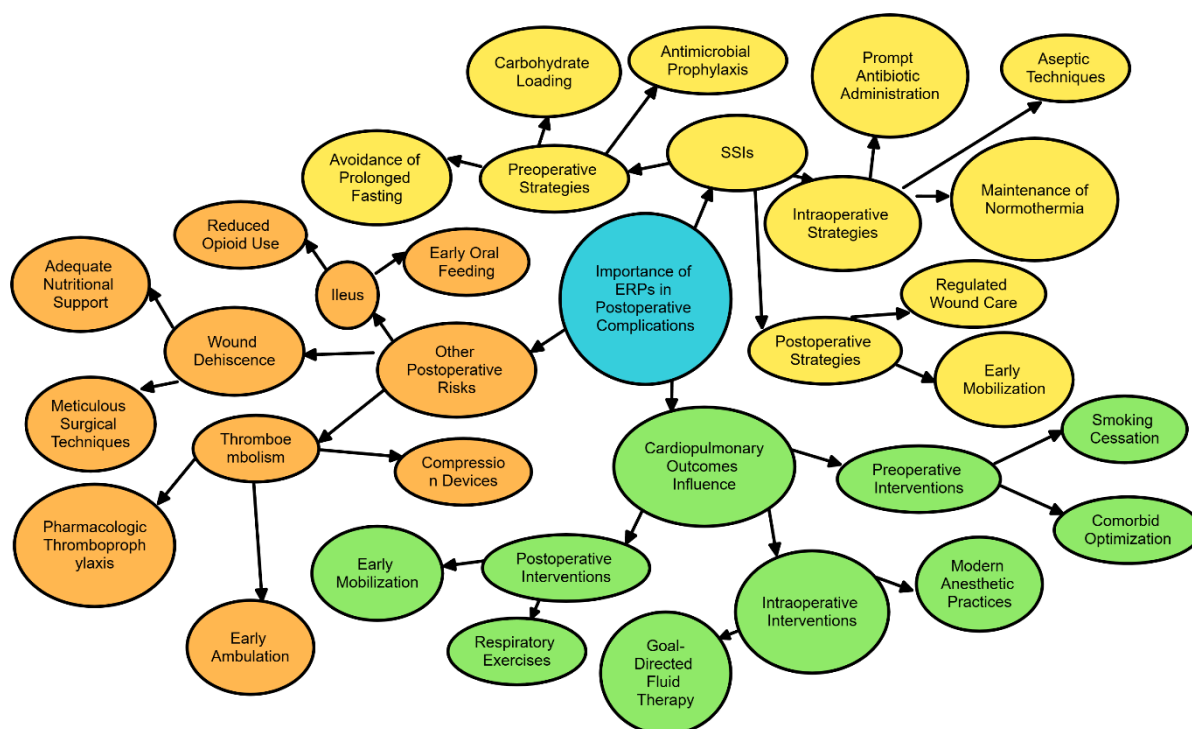 Carbohydrate
Loading
Antimicrobial
Prophylaxis
Prompt
Antibiotic
Administration
Aseptic
Techniques
Avoidance of
Prolonged
Fasting
Preoperative
Strategies
SSIs
Intraoperative
Strategies
Maintenance of
Normothermia
Reduced
Opioid Use
Early Oral
Feeding
Ileus
Adequate
Nutritional
Support
Importance of
ERPs in
Postoperative
Complications
Regulated
Wound Care
Postoperative
Strategies
Early
Mobilization
Wound
Dehiscence
Other
Postoperative
Risks
Meticulous
Surgical
Techniques
Thromboe
mbolism
Compressio
n Devices
Pharmacologic
Thromboproph
ylaxis
Early
Ambulation
Cardiopulmonary
Outcomes
Influence
Preoperative
Interventions
Smoking
Cessation
Comorbid
Optimization
Early
Mobilization
Postoperative
Interventions
Respiratory
Exercises
Intraoperative
Interventions
Modern
Anesthetic
Practices
Goal-
Directed
Fluid
Therapy